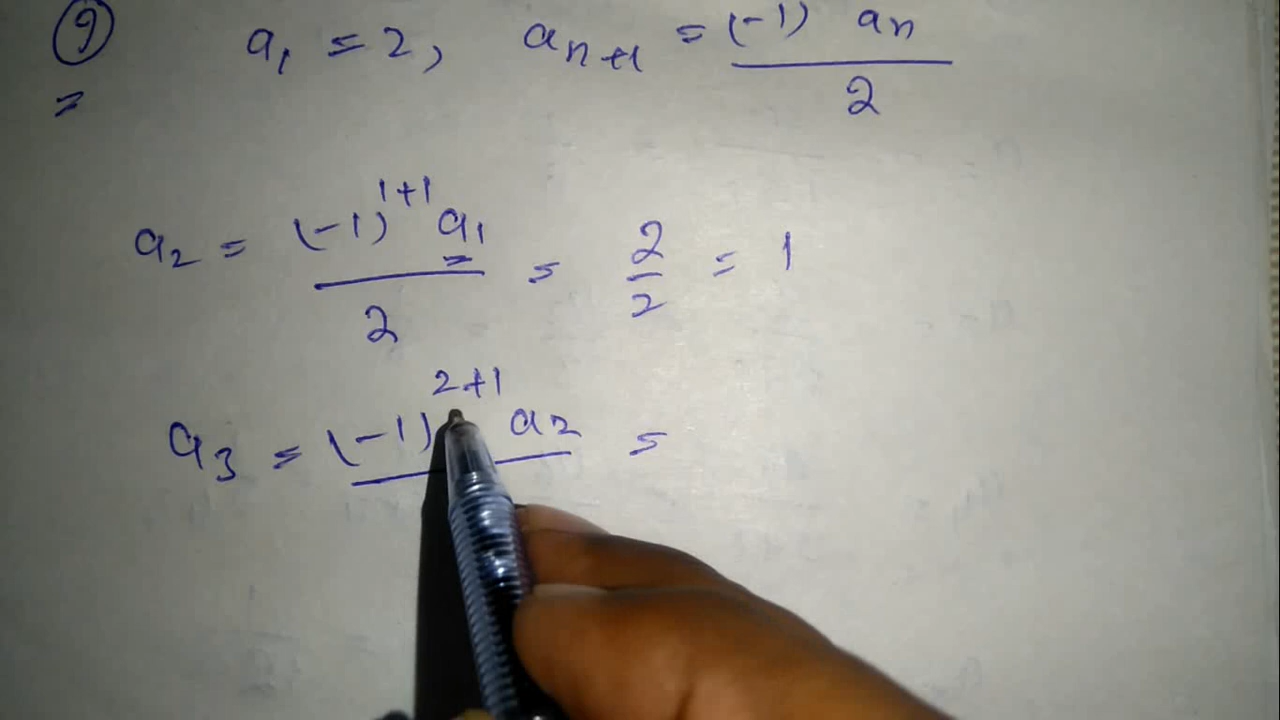 ⑨ a₁ = 2, aₙ₊₁ = (-1) aₙ / 2
=
a₂ = (-1)¹⁺¹ a₁ / 2 = 2/2 = 1
a₃ = (-1)²⁺¹ a₂ =